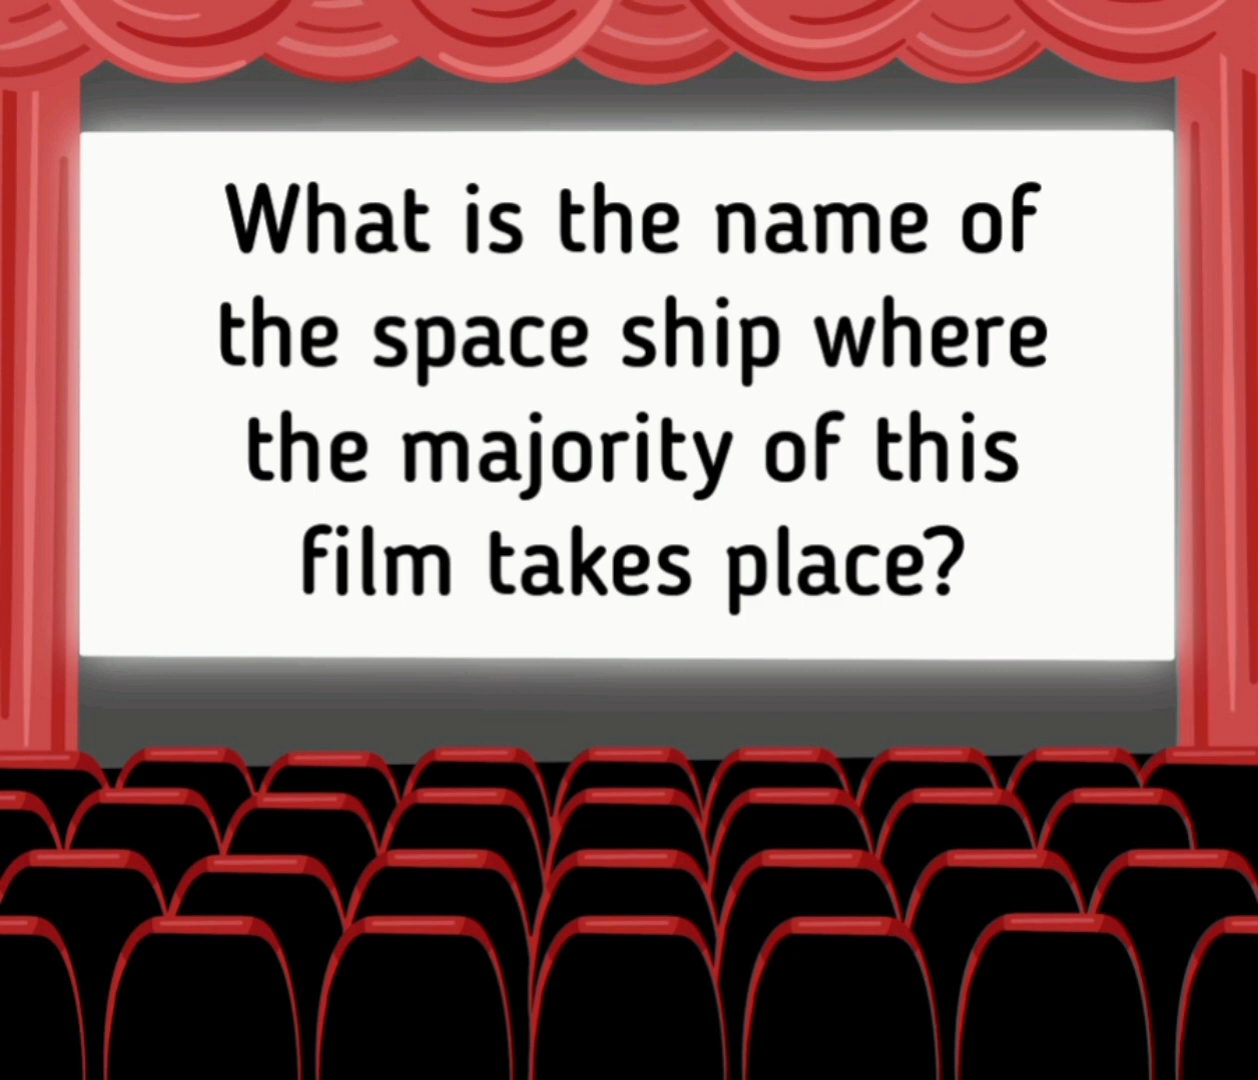 What is the name of
the space ship where
the majority of this
film takes place?